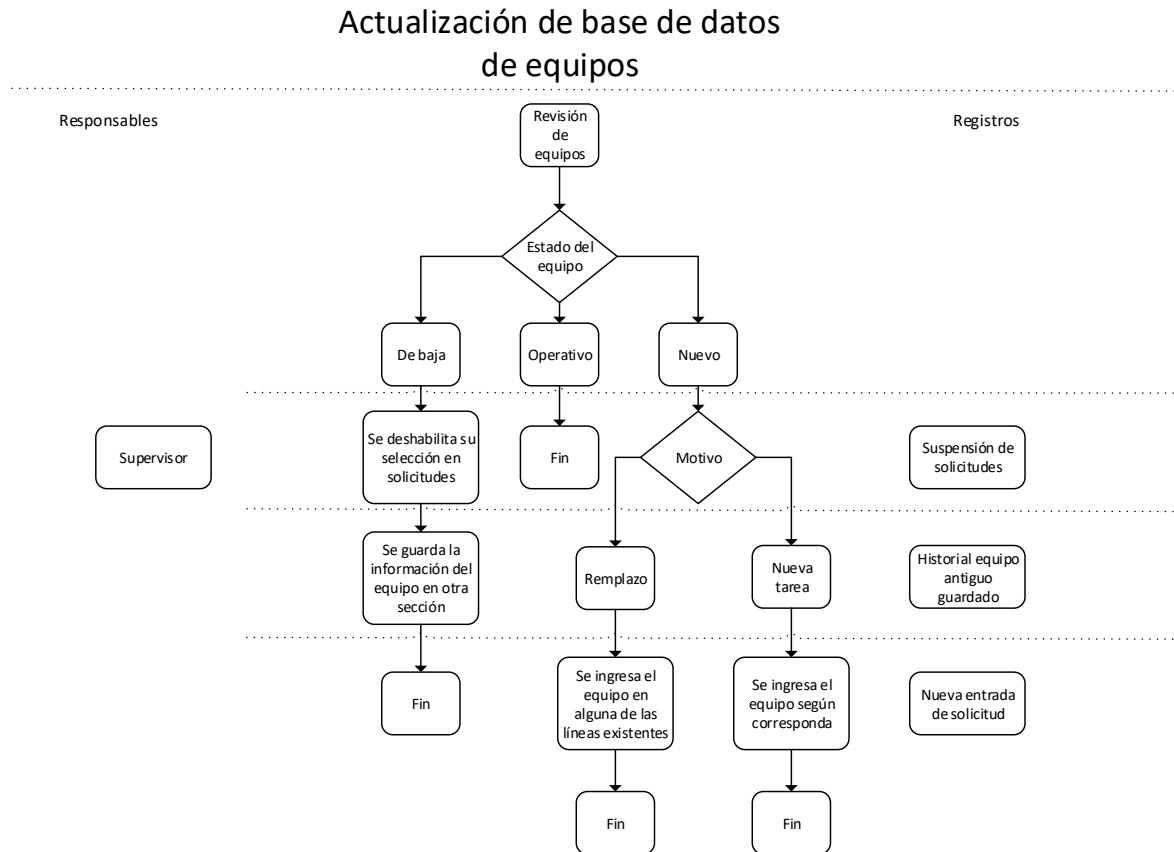 Actualización de base de datos
de equipos
Responsables
Revisión
de
equipos
Registros
Estado del
equipo
De baja
Operativo
Nuevo
Supervisor
Se deshabilita su
selección en
solicitudes
Fin
Motivo
Suspensión de
solicitudes
Se guarda la
información del
equipo en otra
sección
Remplazo
Nueva
tarea
Historial equipo
antiguo
guardado
Fin
Se ingresa el
equipo en
alguna de las
líneas existentes
Se ingresa el
equipo según
corresponda
Nueva entrada
de solicitud
Fin
Fin